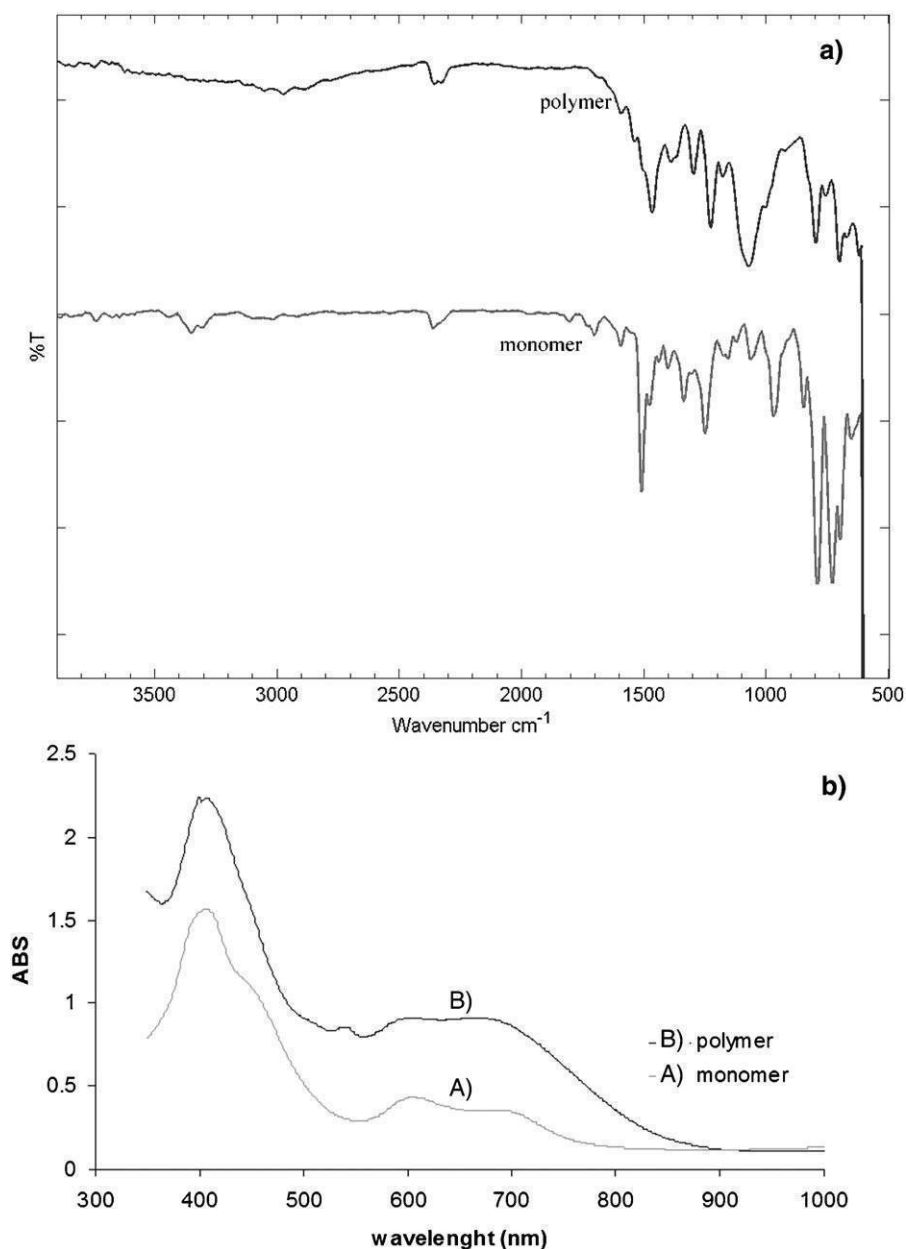 a)
polymer
monomer
%T
3500 3000 2500 2000 1500 1000 500
Wavenumber cm⁻¹
b)
2.5
2
1.5
1
0.5
0
ABS
B)
A)
B) polymer
A) monomer
300 400 500 600 700 800 900 1000
wavelenght (nm)